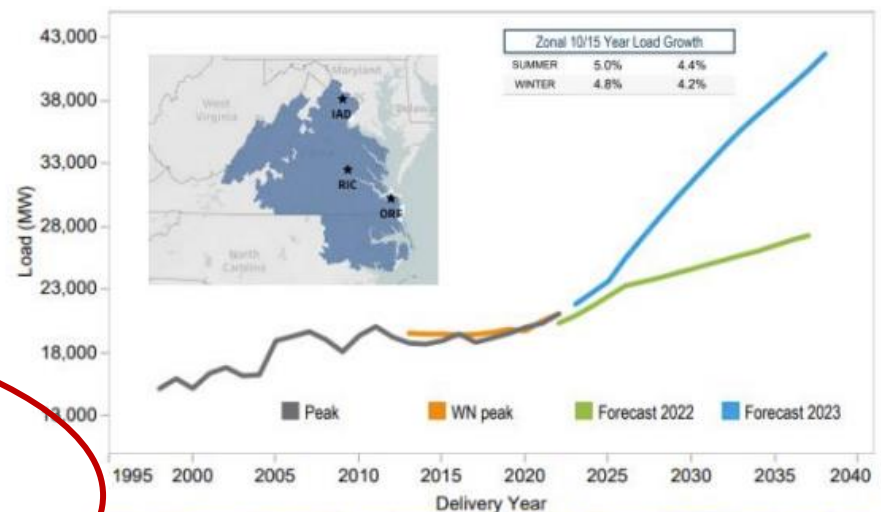 43,000
38,000
33,000
28,000
23,000
18,000
13,000
Load (MW)
Zonal 10/15 Year Load Growth
SUMMER 5.0% 4.4%
WINTER 4.8% 4.2%
Maryland
West
Virginia
IAD
RIC
ORF
North
Carolina
Peak WN peak Forecast 2022 Forecast 2023
1995 2000 2005 2010 2015 2020 2025 2030 2035 2040
Delivery Year